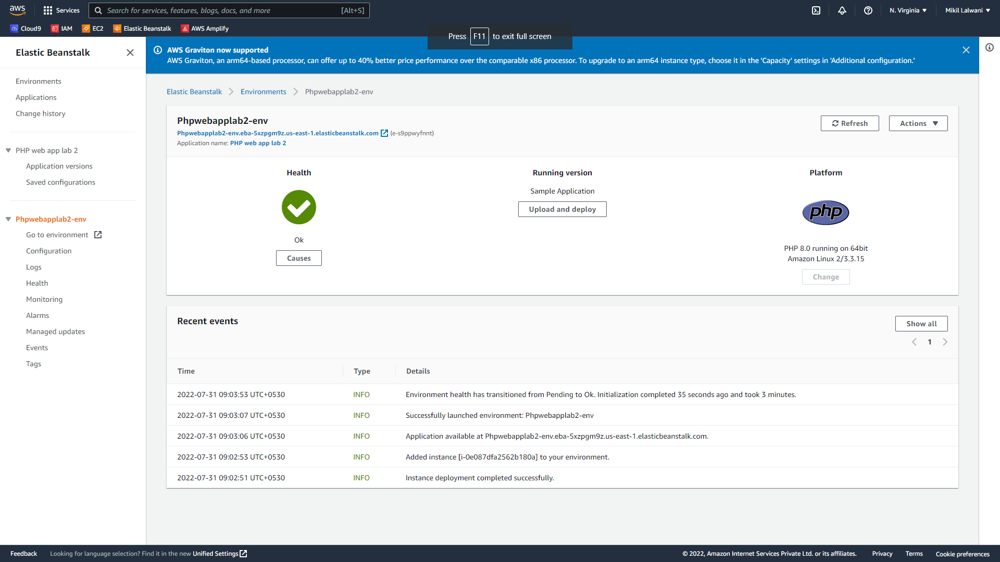 aws
Services
Search for services, features, blogs, docs, and more [Alt+S]
N. Virginia
Mikil Lalwani
Cloud9
IAM
EC2
Elastic Beanstalk
AWS Amplify
Press F11 to exit full screen
Elastic Beanstalk
Environments
Applications
Change history
PHP web app lab 2
Application versions
Saved configurations
Phpwebapplab2-env
Go to environment
Configuration
Logs
Health
Monitoring
Alarms
Managed updates
Events
Tags
AWS Graviton now supported
AWS Graviton, an arm64-based processor, can offer up to 40% better price performance over the comparable x86 processor. To upgrade to an arm64 instance type, choose it in the 'Capacity' settings in 'Additional configuration.'
Elastic Beanstalk Environments Phpwebapplab2-env
Phpwebapplab2-env
Phpwebapplab2-env.eba-5xzpgm9z.us-east-1.elasticbeanstalk.com (e-s9ppwyfnnt)
Application name: PHP web app lab 2
Refresh
Actions
Health
Ok
Causes
Running version
Sample Application
Upload and deploy
Platform
php
PHP 8.0 running on 64bit
Amazon Linux 2/3.3.15
Change
Recent events
Show all
1
Time Type Details
2022-07-31 09:03:53 UTC+0530 INFO Environment health has transitioned from Pending to Ok. Initialization completed 35 seconds ago and took 3 minutes.
2022-07-31 09:03:07 UTC+0530 INFO Successfully launched environment: Phpwebapplab2-env
2022-07-31 09:03:06 UTC+0530 INFO Application available at Phpwebapplab2-env.eba-5xzpgm9z.us-east-1.elasticbeanstalk.com.
2022-07-31 09:02:53 UTC+0530 INFO Added instance [i-0e087dfa2562b180a] to your environment.
2022-07-31 09:02:51 UTC+0530 INFO Instance deployment completed successfully.
Feedback
Looking for language selection? Find it in the new Unified Settings
© 2022, Amazon Internet Services Private Ltd. or its affiliates.
Privacy
Terms
Cookie preferences